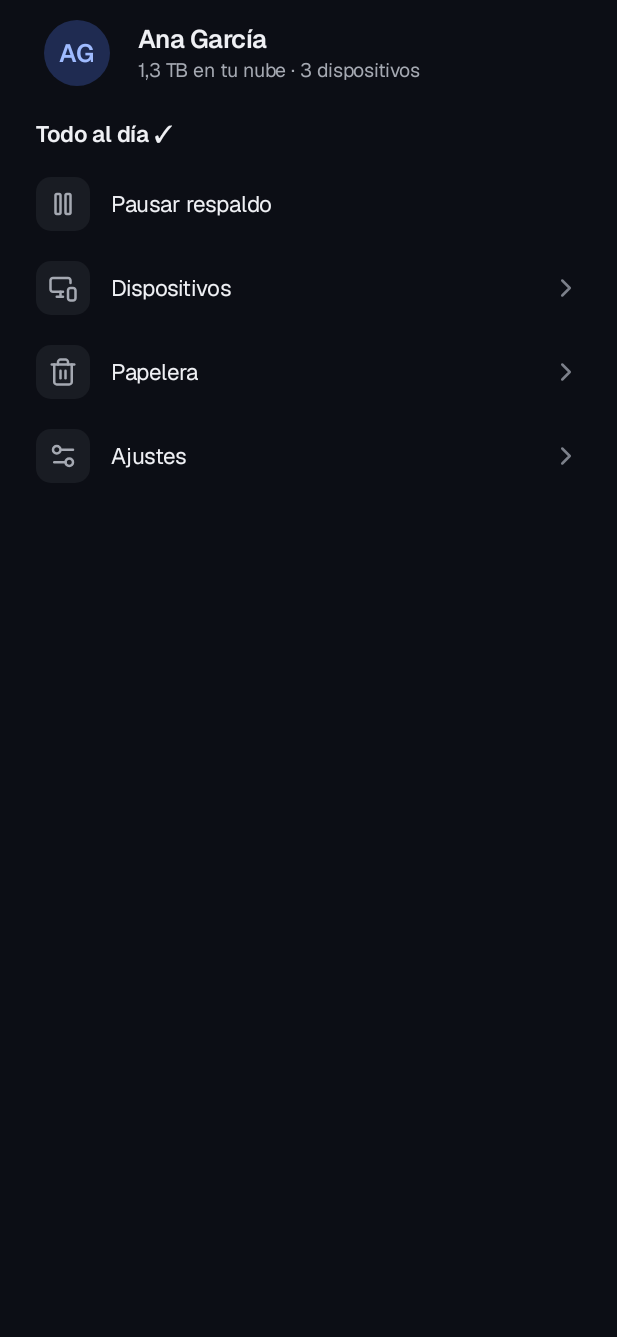 AG
Ana García
1,3 TB en tu nube · 3 dispositivos
Todo al día ✓
Pausar respaldo
Dispositivos
Papelera
Ajustes